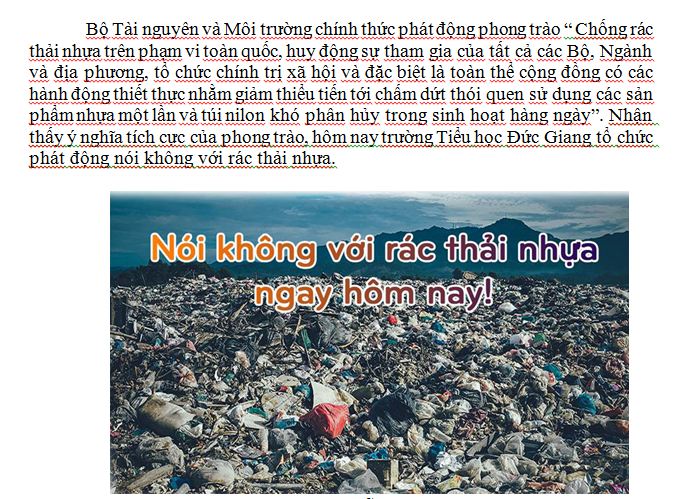 Bộ Tài nguyên và Môi trường chính thức phát động phong trào “ Chống rác
thải nhựa trên phạm vi toàn quốc, huy động sự tham gia của tất cả các Bộ, Ngành
và địa phương, tổ chức chính trị xã hội và đặc biệt là toàn thể cộng đồng có các
hành động thiết thực nhằm giảm thiểu tiến tới chấm dứt thói quen sử dụng các sản
phẩm nhựa một lần và túi nilon khó phân hủy trong sinh hoạt hàng ngày”. Nhận
thấy ý nghĩa tích cực của phong trào, hôm nay trường Tiểu học Đức Giang tổ chức
phát động nói không với rác thải nhựa.
Nói không với rác thải nhựa
ngay hôm nay!